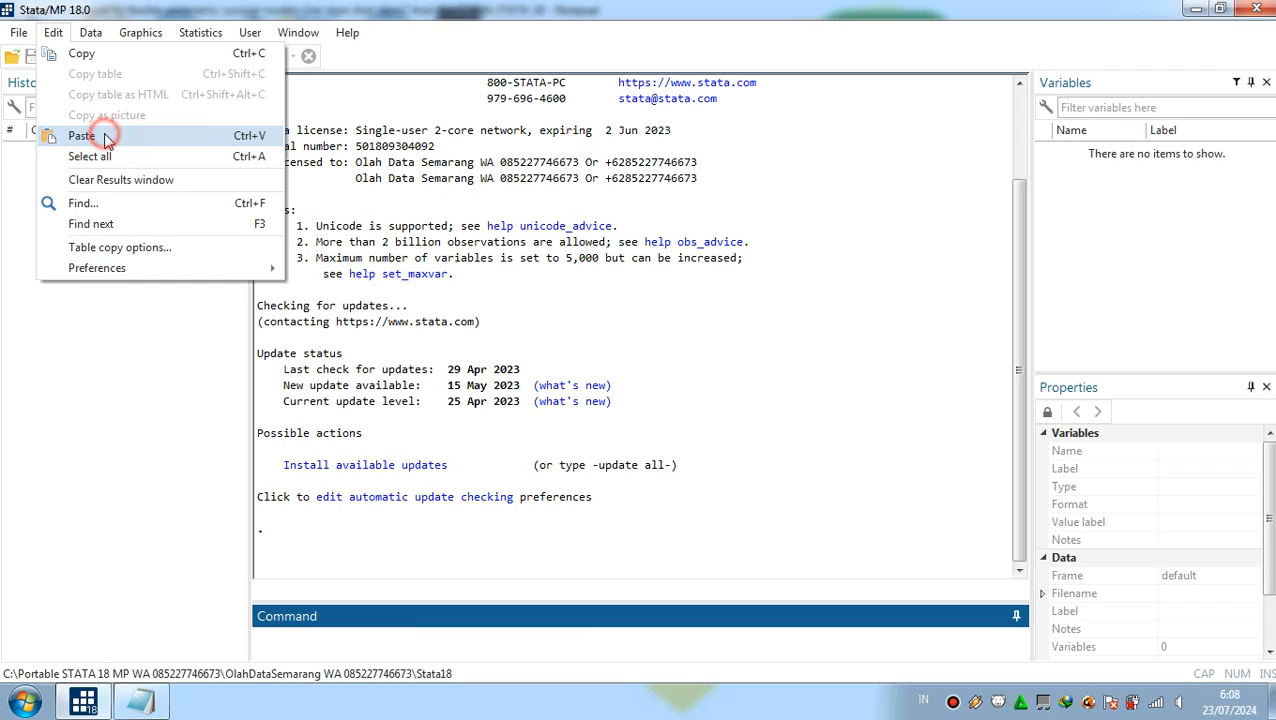 Stata/MP 18.0
File Edit Data Graphics Statistics User Window Help
Copy Ctrl+C
Copy table Ctrl+Shift+C
Copy table as HTML Ctrl+Shift+Alt+C
Copy as picture
Paste Ctrl+V
Select all Ctrl+A
Clear Results window
Find... Ctrl+F
Find next F3
Table copy options...
Preferences
800-STATA-PC https://www.stata.com
979-696-4600 stata@stata.com
license: Single-user 2-core network, expiring 2 Jun 2023
number: 501809304092
Olah Data Semarang WA 085227746673 Or +6285227746673
Olah Data Semarang WA 085227746673 Or +6285227746673
1. Unicode is supported; see help unicode_advice.
2. More than 2 billion observations are allowed; see help obs_advice.
3. Maximum number of variables is set to 5,000 but can be increased;
see help set_maxvar.
Checking for updates...
(contacting https://www.stata.com)
Update status
Last check for updates: 29 Apr 2023
New update available: 15 May 2023 (what's new)
Current update level: 25 Apr 2023 (what's new)
Possible actions
Install available updates (or type -update all-)
Click to edit automatic update checking preferences
.
Command
Variables
Filter variables here
Name Label
There are no items to show.
Properties
Variables
Name
Label
Type
Format
Value label
Notes
Data
Frame default
Filename
Label
Notes
Variables 0
C:\Portable STATA 18 MP WA 085227746673\OlahDataSemarang WA 085227746673\Stata18
CAP NUM INS
18
IN
6:08
23/07/2024